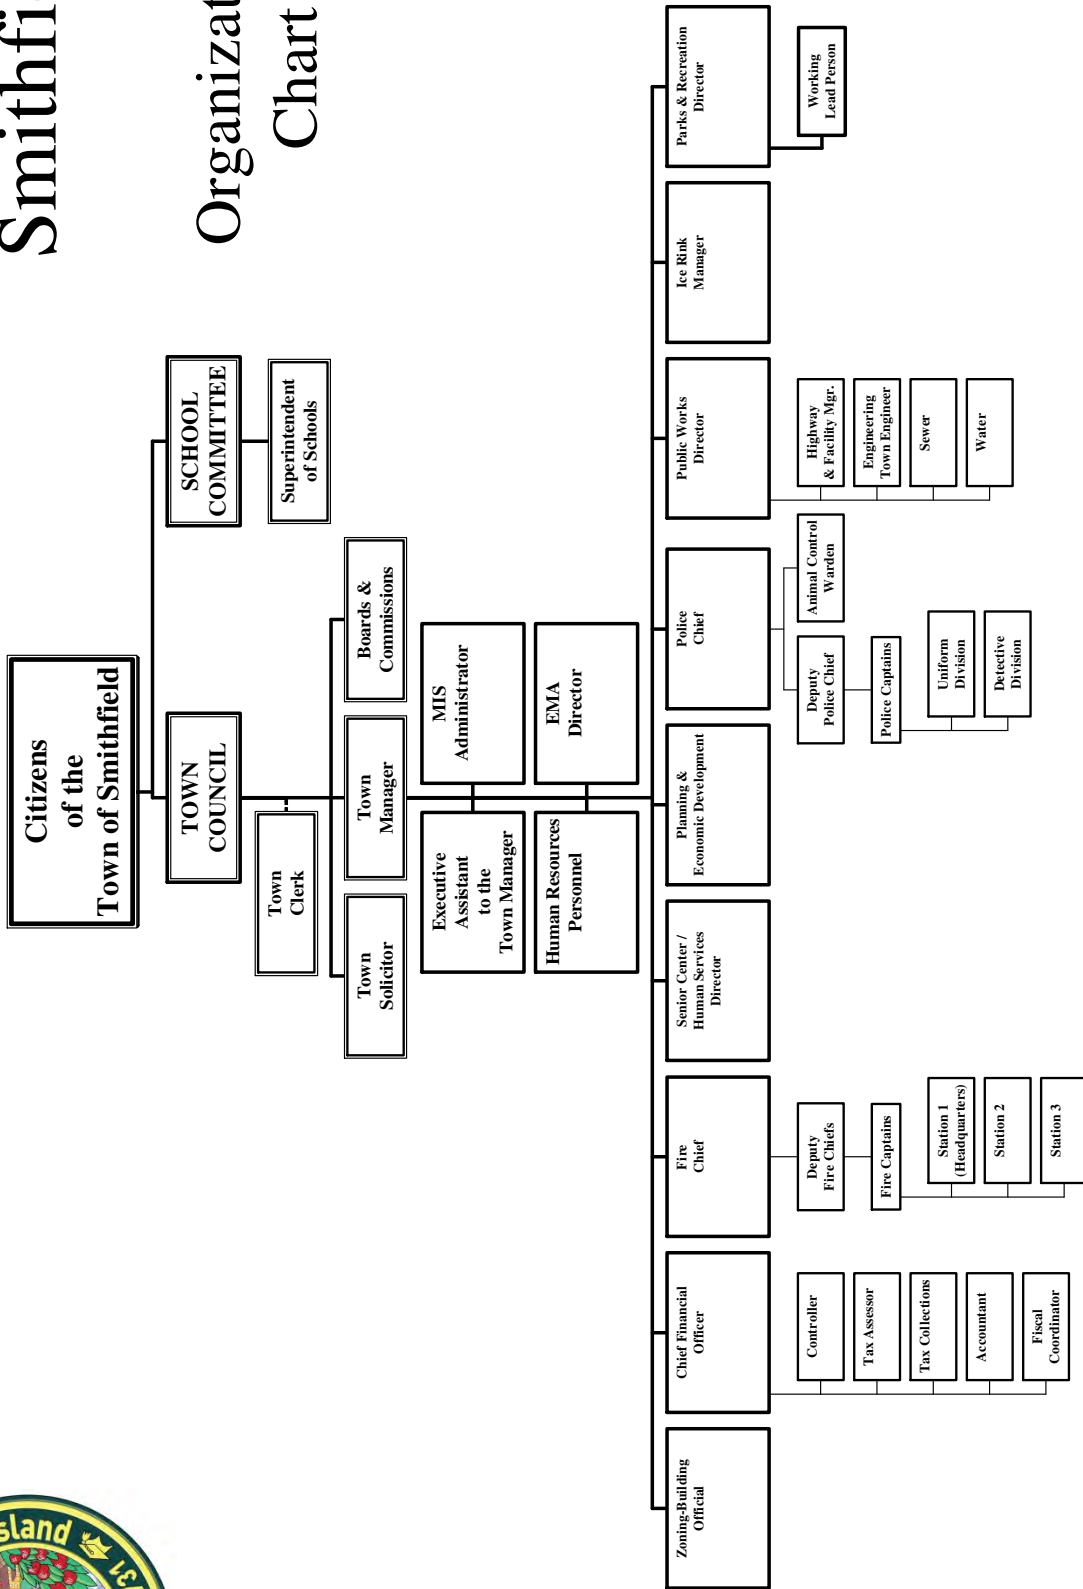 Citizens
of the
Town of Smithfield
TOWN
COUNCIL
SCHOOL
COMMITTEE
Superintendent
of Schools
Town
Clerk
Town
Solicitor
Town
Manager
Boards &
Commissions
Executive
Assistant
to the
Town Manager
MIS
Administrator
Human Resources
Personnel
EMA
Director
Zoning-Building
Official
Chief Financial
Officer
Controller
Tax Assessor
Tax Collections
Accountant
Fiscal
Coordinator
Fire
Chief
Deputy
Fire Chiefs
Fire Captains
Station 1
(Headquarters)
Station 2
Station 3
Senior Center /
Human Services
Director
Planning &
Economic Development
Police
Chief
Deputy
Police Chief
Animal Control
Warden
Police Captains
Uniform
Division
Detective
Division
Public Works
Director
Highway
& Facility Mgr.
Engineering
Town Engineer
Sewer
Water
Ice Rink
Manager
Parks & Recreation
Director
Working
Lead Person
Chart